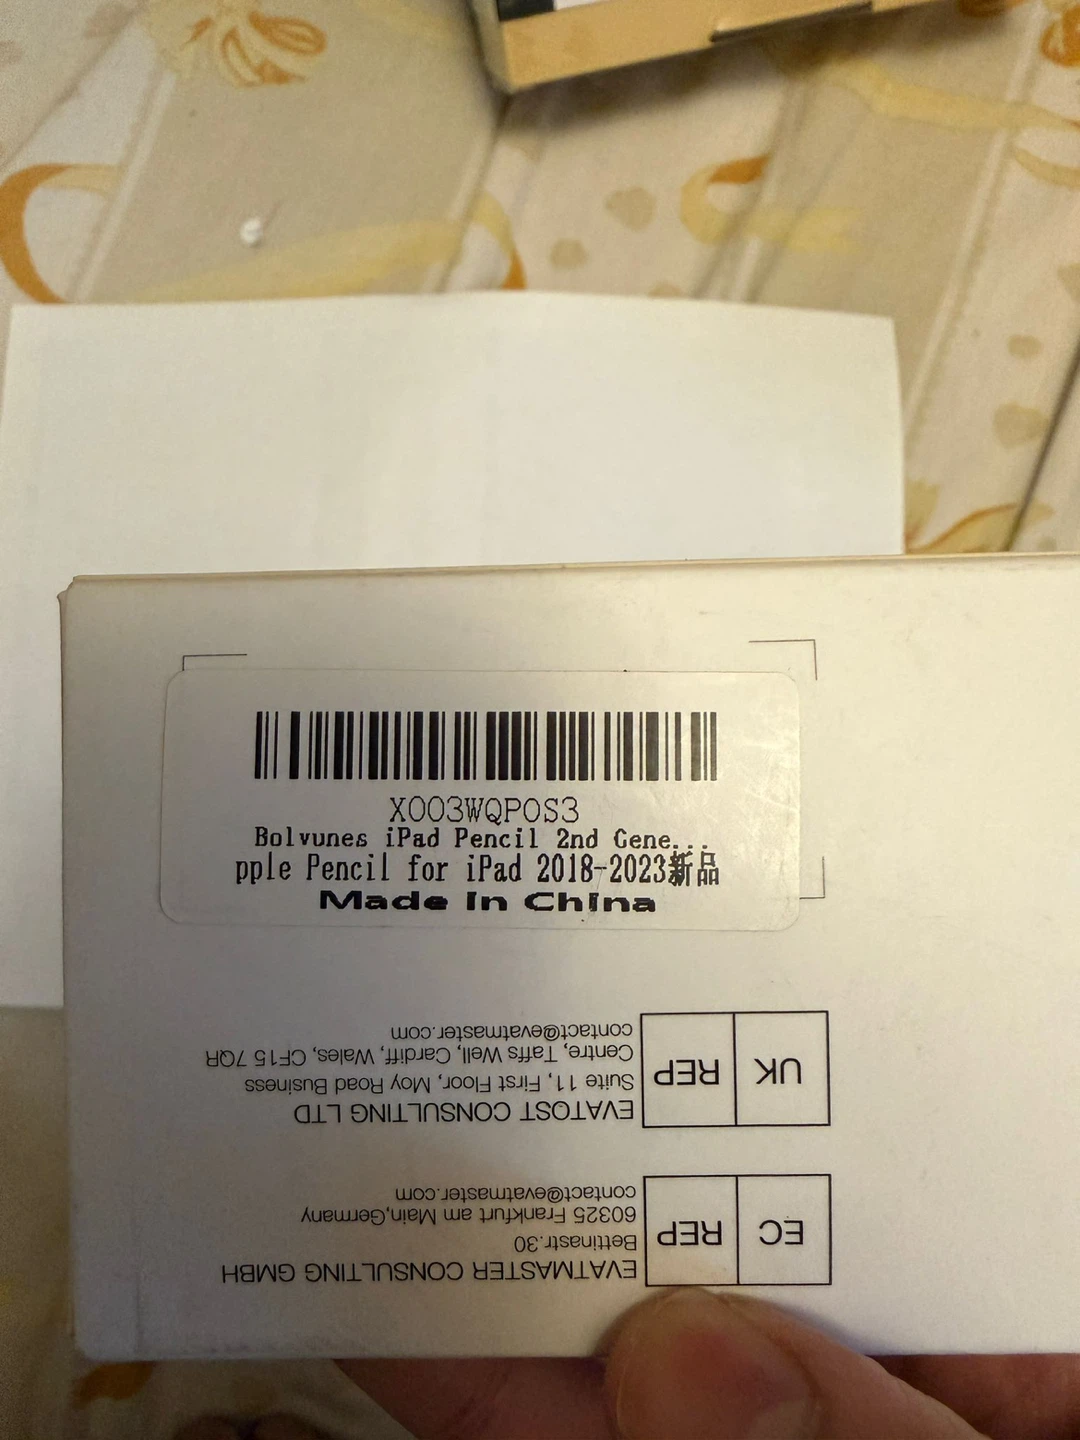 X003WQP0S3
Bolvunes iPad Pencil 2nd Gene...
pple Pencil for iPad 2018-2023新品
Made In China
UK REP
EVATOST CONSULTING LTD
Suite 11, First Floor, Moy Road Business
Centre, Taffs Well, Cardiff, Wales, CF15 7QR
contact@evatmaster.com
EC REP
EVATMASTER CONSULTING GMBH
Bettinastr.30
60325 Frankfurt am Main,Germany
contact@evatmaster.com